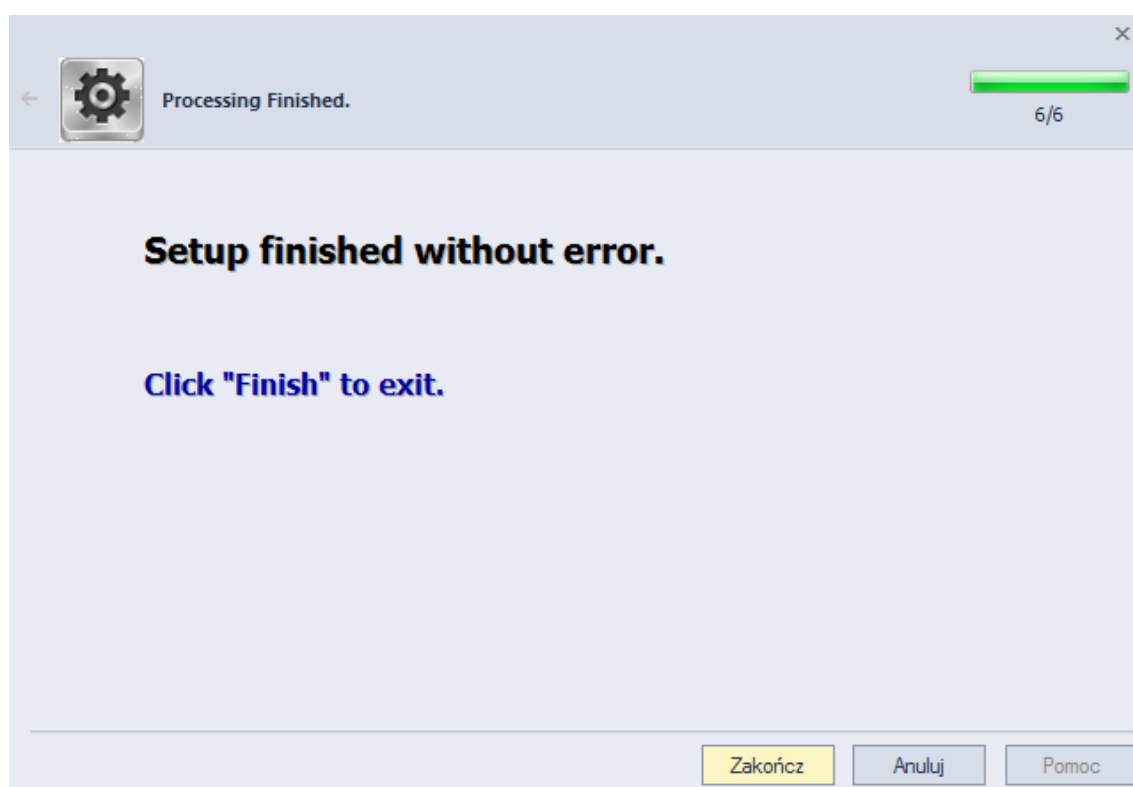 Processing Finished.
6/6
Setup finished without error.
Click "Finish" to exit.
Zakończ
Anuluj
Pomoc